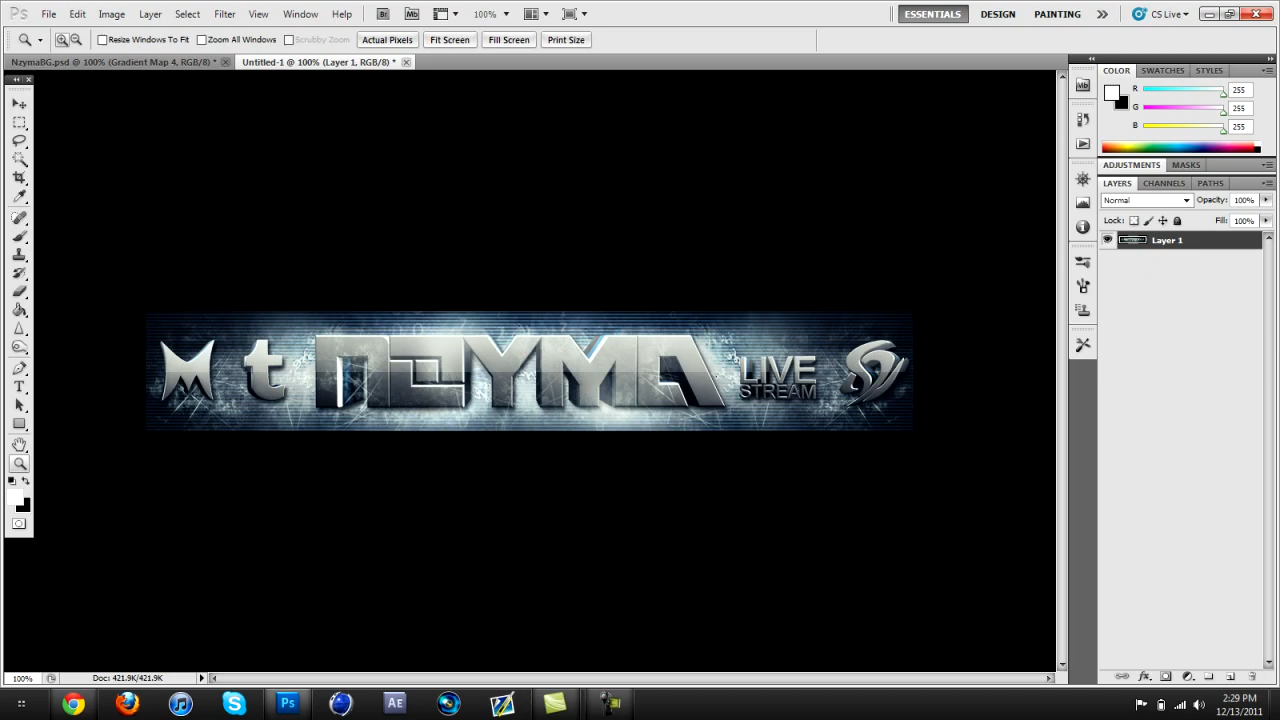 Ps File Edit Image Layer Select Filter View Window Help Br Mb 100% ESSENTIALS DESIGN PAINTING CS Live
Resize Windows To Fit Zoom All Windows Scrubby Zoom Actual Pixels Fit Screen Fill Screen Print Size
NzymaBG.psd @ 100% (Gradient Map 4, RGB/8) * Untitled-1 @ 100% (Layer 1, RGB/8) *
Mb
COLOR SWATCHES STYLES
R 255
G 255
B 255
ADJUSTMENTS MASKS
LAYERS CHANNELS PATHS
Normal Opacity: 100%
Lock: Fill: 100%
Layer 1
M t NZYMA LIVE
STREAM
100% Doc: 421.9K/421.9K
Ps Ae
2:29 PM
12/13/2011